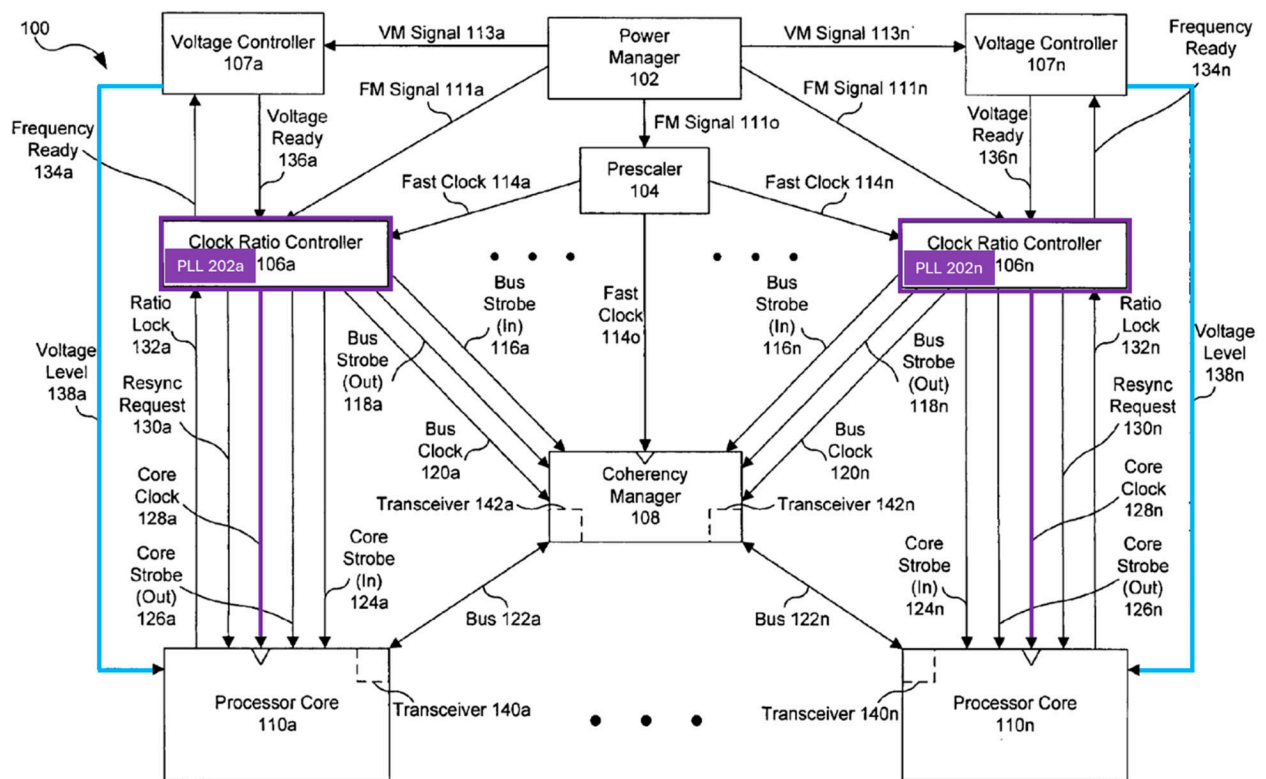 100
Voltage Controller
107a
VM Signal 113a
Power
Manager
102
VM Signal 113n
Voltage Controller
107n
Frequency
Ready
134n
FM Signal 111a
FM Signal 111n
FM Signal 111o
Frequency
Ready
134a
Voltage
Ready
136a
Voltage
Ready
136n
Prescaler
104
Fast Clock 114a
Fast Clock 114n
Clock Ratio Controller
106a
PLL 202a
Clock Ratio Controller
106n
PLL 202n
Ratio
Lock
132a
Bus
Strobe
(In)
116a
Fast
Clock
114o
Bus
Strobe
(In)
116n
Ratio
Lock
132n
Voltage
Level
138a
Bus
Strobe
(Out)
118a
Bus
Strobe
(Out)
118n
Voltage
Level
138n
Resync
Request
130a
Resync
Request
130n
Bus
Clock
120a
Bus
Clock
120n
Coherency
Manager
108
Core
Clock
128a
Core
Clock
128n
Transceiver 142a
Transceiver 142n
Core
Strobe
(Out)
126a
Core
Strobe
(In)
124a
Core
Strobe
(In)
124n
Core
Strobe
(Out)
126n
Bus 122a
Bus 122n
Processor Core
110a
Transceiver 140a
Transceiver 140n
Processor Core
110n